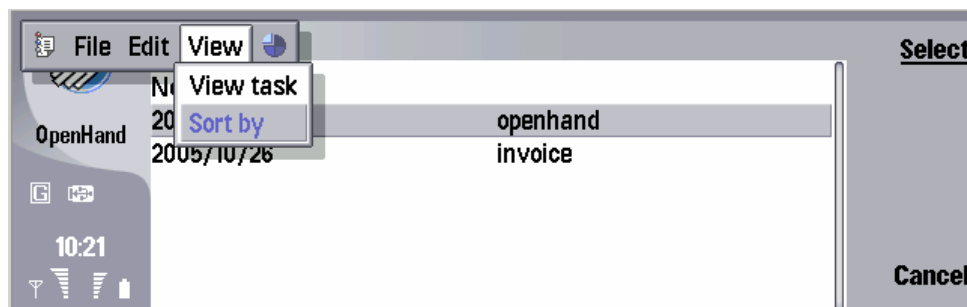 File Edit View
Select
View task
Sort by
OpenHand
openhand
2005/10/26 invoice
G
10:21
Cancel